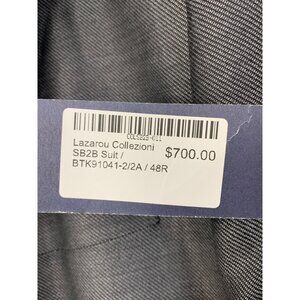 Lazarou Collezioni
SB2B Suit / $700.00
BTK91041-2/2A / 48R